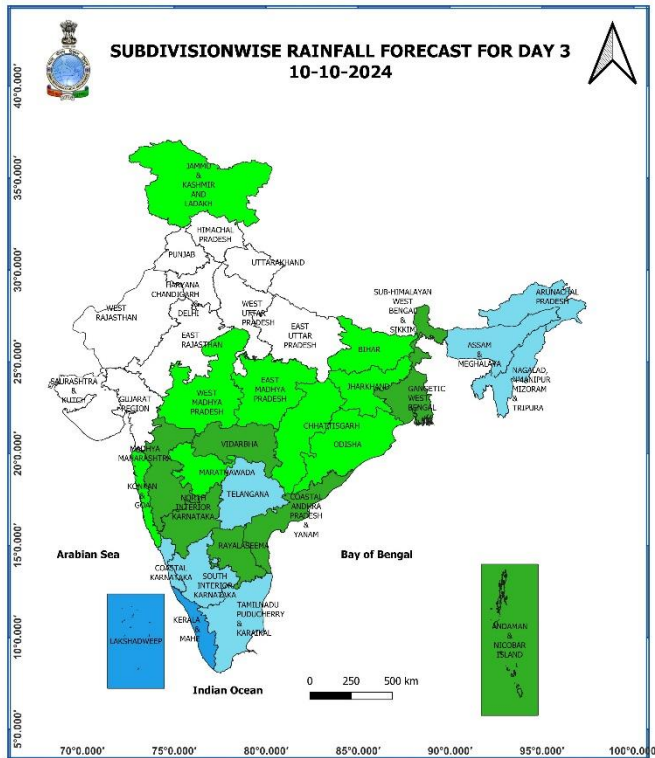 SUBDIVISIONWISE RAINFALL FORECAST FOR DAY 3
10-10-2024
40°0.000'
35°0.000'
30°0.000'
25°0.000'
20°0.000'
15°0.000'
10°0.000'
5°0.000'
JAMMU
&
KASHMIR
AND
LADAKH
HIMACHAL
PRADESH
PUNJAB
UTTARAKHAND
HARYANA
CHANDIGARH
&
DELHI
WEST
RAJASTHAN
WEST
UTTAR
PRADESH
EAST
RAJASTHAN
EAST
UTTAR
PRADESH
SUB-HIMALAYAN
WEST
BENGAL
&
SIKKIM
ARUNACHAL
PRADESH
ASSAM
&
MEGHALAYA
NAGALAD,
MANIPUR
MIZORAM
&
TRIPURA
BIHAR
SAURASHTRA
&
KUTCH
GUJARAT
REGION
WEST
MADHYA
PRADESH
EAST
MADHYA
PRADESH
JHARKHAND
GANGETIC
WEST
BENGAL
CHHATTISGARH
ODISHA
VIDARBHA
MADHYA
MAHARASHTRA
MARATHAWADA
KONKAN
&
GOA
TELANGANA
NORTH
INTERIOR
KARNATAKA
COASTAL
ANDHRA
PRADESH
&
YANAM
RAYALASEEMA
Arabian Sea
Bay of Bengal
COASTAL
KARNATAKA
SOUTH
INTERIOR
KARNATAKA
TAMILNADU
PUDUCHERRY
&
KARAIKAL
KERALA
&
MAHE
LAKSHADWEEP
ANDAMAN
&
NICOBAR
ISLAND
Indian Ocean
0 250 500 km
70°0.000' 75°0.000' 80°0.000' 85°0.000' 90°0.000' 95°0.000' 100°0.000'